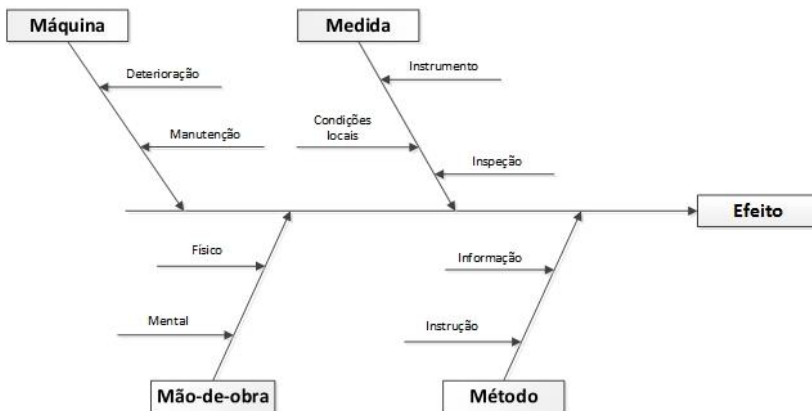 Máquina
Medida
Deterioração
Instrumento
Manutenção
Condições
locais
Inspeção
Efeito
Físico
Informação
Mental
Instrução
Mão-de-obra
Método